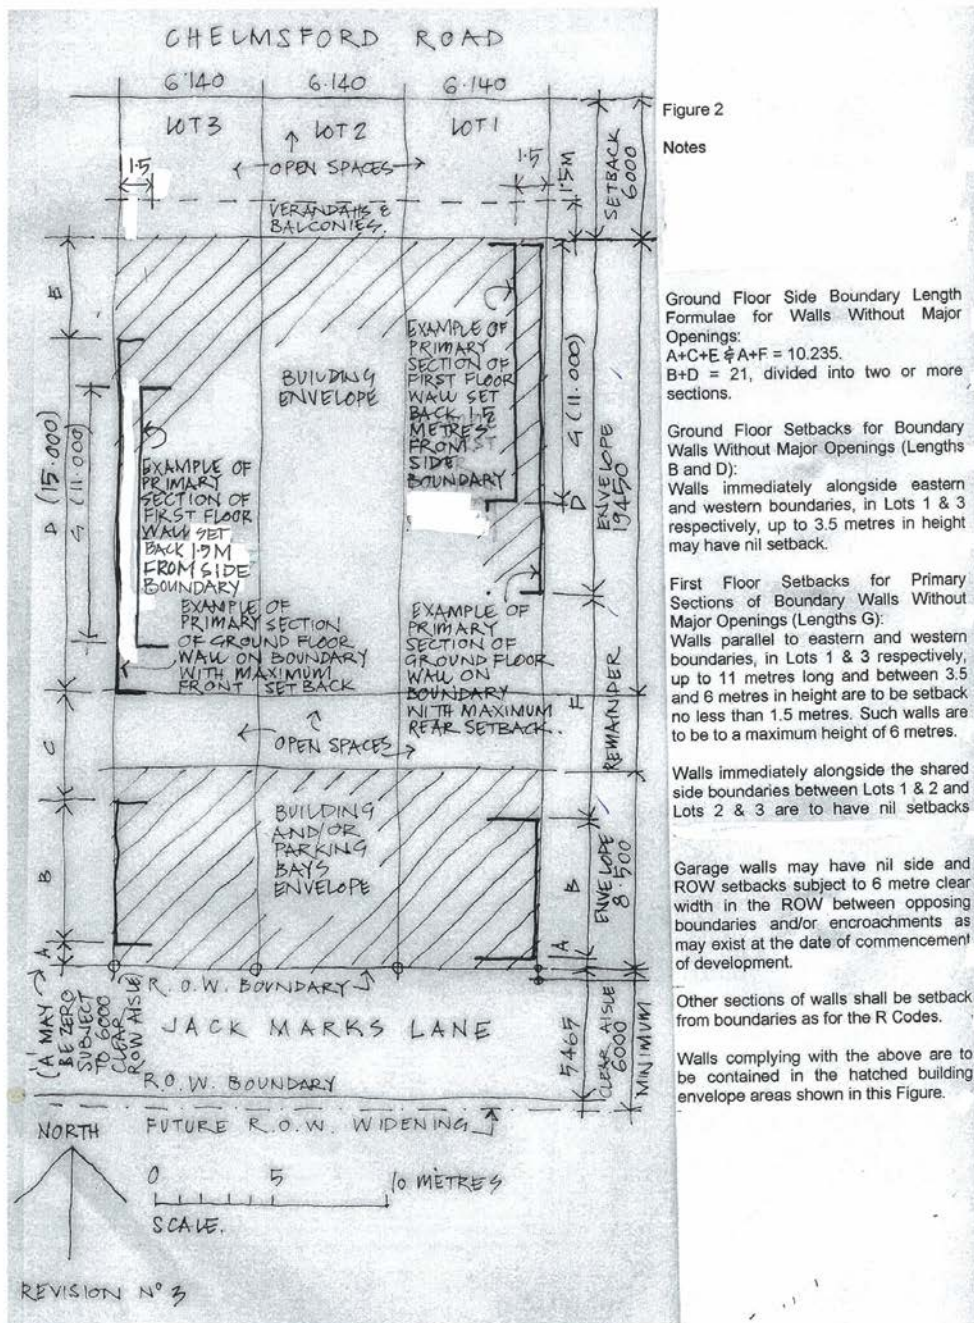 CHELMSFORD ROAD
6.140 6.140 6.140
LOT 3 LOT 2 LOT 1
OPEN SPACES
1.5
1.5
1.5M
SETBACK
6000
VERANDAHS &
BALCONIES.
E
D (15.000)
G (11.000)
C
B
A
BUILDING
ENVELOPE
EXAMPLE OF
PRIMARY
SECTION OF
FIRST FLOOR
WALL SET
BACK 1.5
METRES
FROM
SIDE
BOUNDARY
G (11.000)
D
ENVELOPE
19450
EXAMPLE OF
PRIMARY
SECTION OF
FIRST FLOOR
WALL SET
BACK 1.5M
FROM SIDE
BOUNDARY
EXAMPLE OF
PRIMARY SECTION
OF GROUND FLOOR
WALL ON BOUNDARY
WITH MAXIMUM
FRONT SET BACK
EXAMPLE OF
PRIMARY
SECTION OF
GROUND FLOOR
WALL ON
BOUNDARY
WITH MAXIMUM
REAR SETBACK.
F
REMAINDER
OPEN SPACES
BUILDING
AND/OR
PARKING
BAYS
ENVELOPE
B
A
ENVELOPE
8.500
R.O.W. BOUNDARY
('A' MAY
BE ZERO
SUBJECT
TO 6000
CLEAR
ROW AISLE)
JACK MARKS LANE
5465
CLEAR AISLE
6000
MINIMUM
R.O.W. BOUNDARY
FUTURE R.O.W. WIDENING
NORTH
0 5 10 METRES
SCALE.
REVISION Nº 3
Figure 2
Notes
Ground Floor Side Boundary Length
Formulae for Walls Without Major
Openings:
A+C+E & A+F = 10.235.
B+D = 21, divided into two or more
sections.
Ground Floor Setbacks for Boundary
Walls Without Major Openings (Lengths
B and D):
Walls immediately alongside eastern
and western boundaries, in Lots 1 & 3
respectively, up to 3.5 metres in height
may have nil setback.
First Floor Setbacks for Primary
Sections of Boundary Walls Without
Major Openings (Lengths G):
Walls parallel to eastern and western
boundaries, in Lots 1 & 3 respectively,
up to 11 metres long and between 3.5
and 6 metres in height are to be setback
no less than 1.5 metres. Such walls are
to be to a maximum height of 6 metres.
Walls immediately alongside the shared
side boundaries between Lots 1 & 2 and
Lots 2 & 3 are to have nil setbacks
Garage walls may have nil side and
ROW setbacks subject to 6 metre clear
width in the ROW between opposing
boundaries and/or encroachments as
may exist at the date of commencement
of development.
Other sections of walls shall be setback
from boundaries as for the R Codes.
Walls complying with the above are to
be contained in the hatched building
envelope areas shown in this Figure.